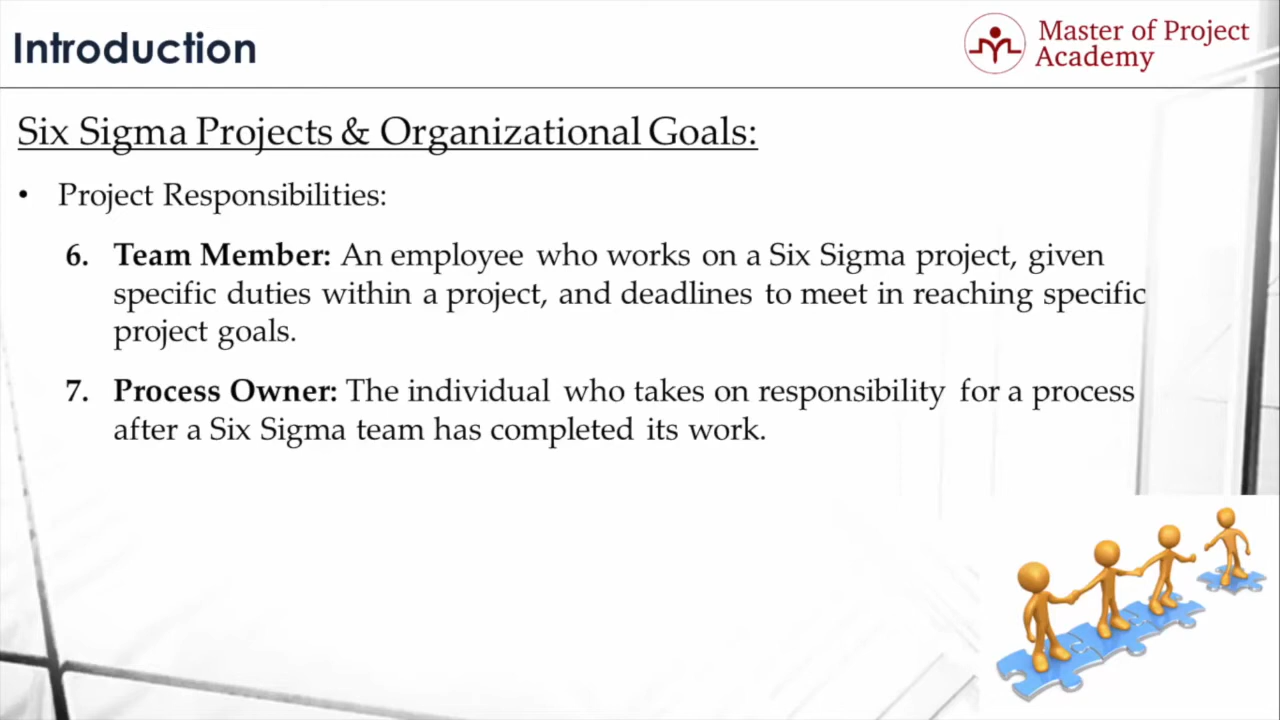 Introduction
Master of Project
Academy
Six Sigma Projects & Organizational Goals:
• Project Responsibilities:
6. Team Member: An employee who works on a Six Sigma project, given
specific duties within a project, and deadlines to meet in reaching specific
project goals.
7. Process Owner: The individual who takes on responsibility for a process
after a Six Sigma team has completed its work.